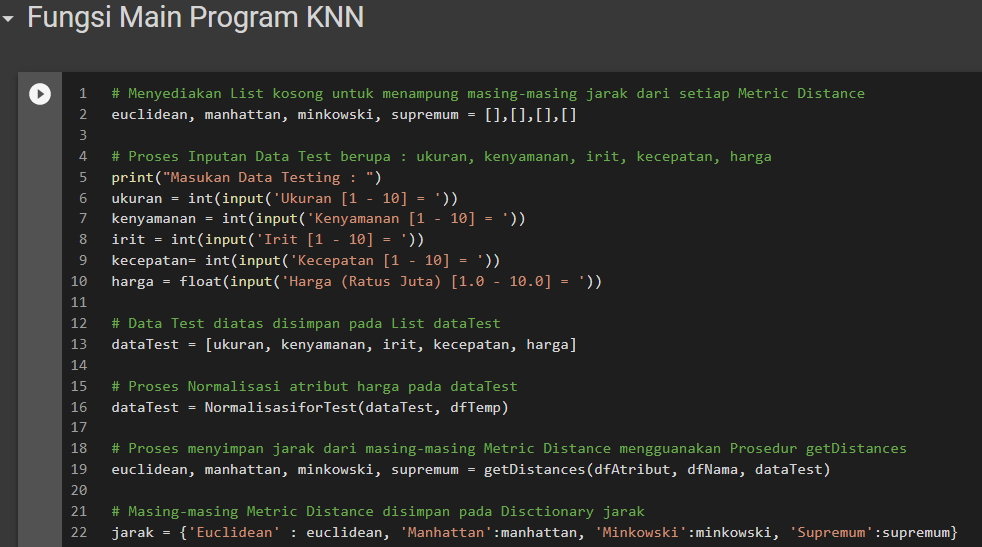 Fungsi Main Program KNN
1 # Menyediakan List kosong untuk menampung masing-masing jarak dari setiap Metric Distance
2 euclidean, manhattan, minkowski, supremum = [],[],[],[]
3
4 # Proses Inputan Data Test berupa : ukuran, kenyamanan, irit, kecepatan, harga
5 print("Masukan Data Testing : ")
6 ukuran = int(input('Ukuran [1 - 10] = '))
7 kenyamanan = int(input('Kenyamanan [1 - 10] = '))
8 irit = int(input('Irit [1 - 10] = '))
9 kecepatan= int(input('Kecepatan [1 - 10] = '))
10 harga = float(input('Harga (Ratus Juta) [1.0 - 10.0] = '))
11
12 # Data Test diatas disimpan pada List dataTest
13 dataTest = [ukuran, kenyamanan, irit, kecepatan, harga]
14
15 # Proses Normalisasi atribut harga pada dataTest
16 dataTest = NormalisasiforTest(dataTest, dfTemp)
17
18 # Proses menyimpan jarak dari masing-masing Metric Distance mengguanakan Prosedur getDistances
19 euclidean, manhattan, minkowski, supremum = getDistances(dfAtribut, dfNama, dataTest)
20
21 # Masing-masing Metric Distance disimpan pada Disctionary jarak
22 jarak = {'Euclidean' : euclidean, 'Manhattan':manhattan, 'Minkowski':minkowski, 'Supremum':supremum}